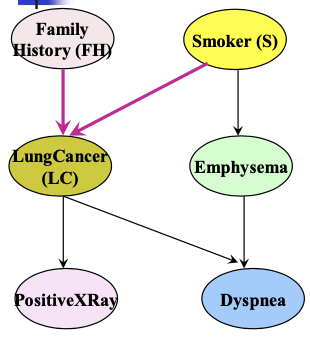 Family
History (FH)
Smoker (S)
LungCancer
(LC)
Emphysema
PositiveXRay
Dyspnea